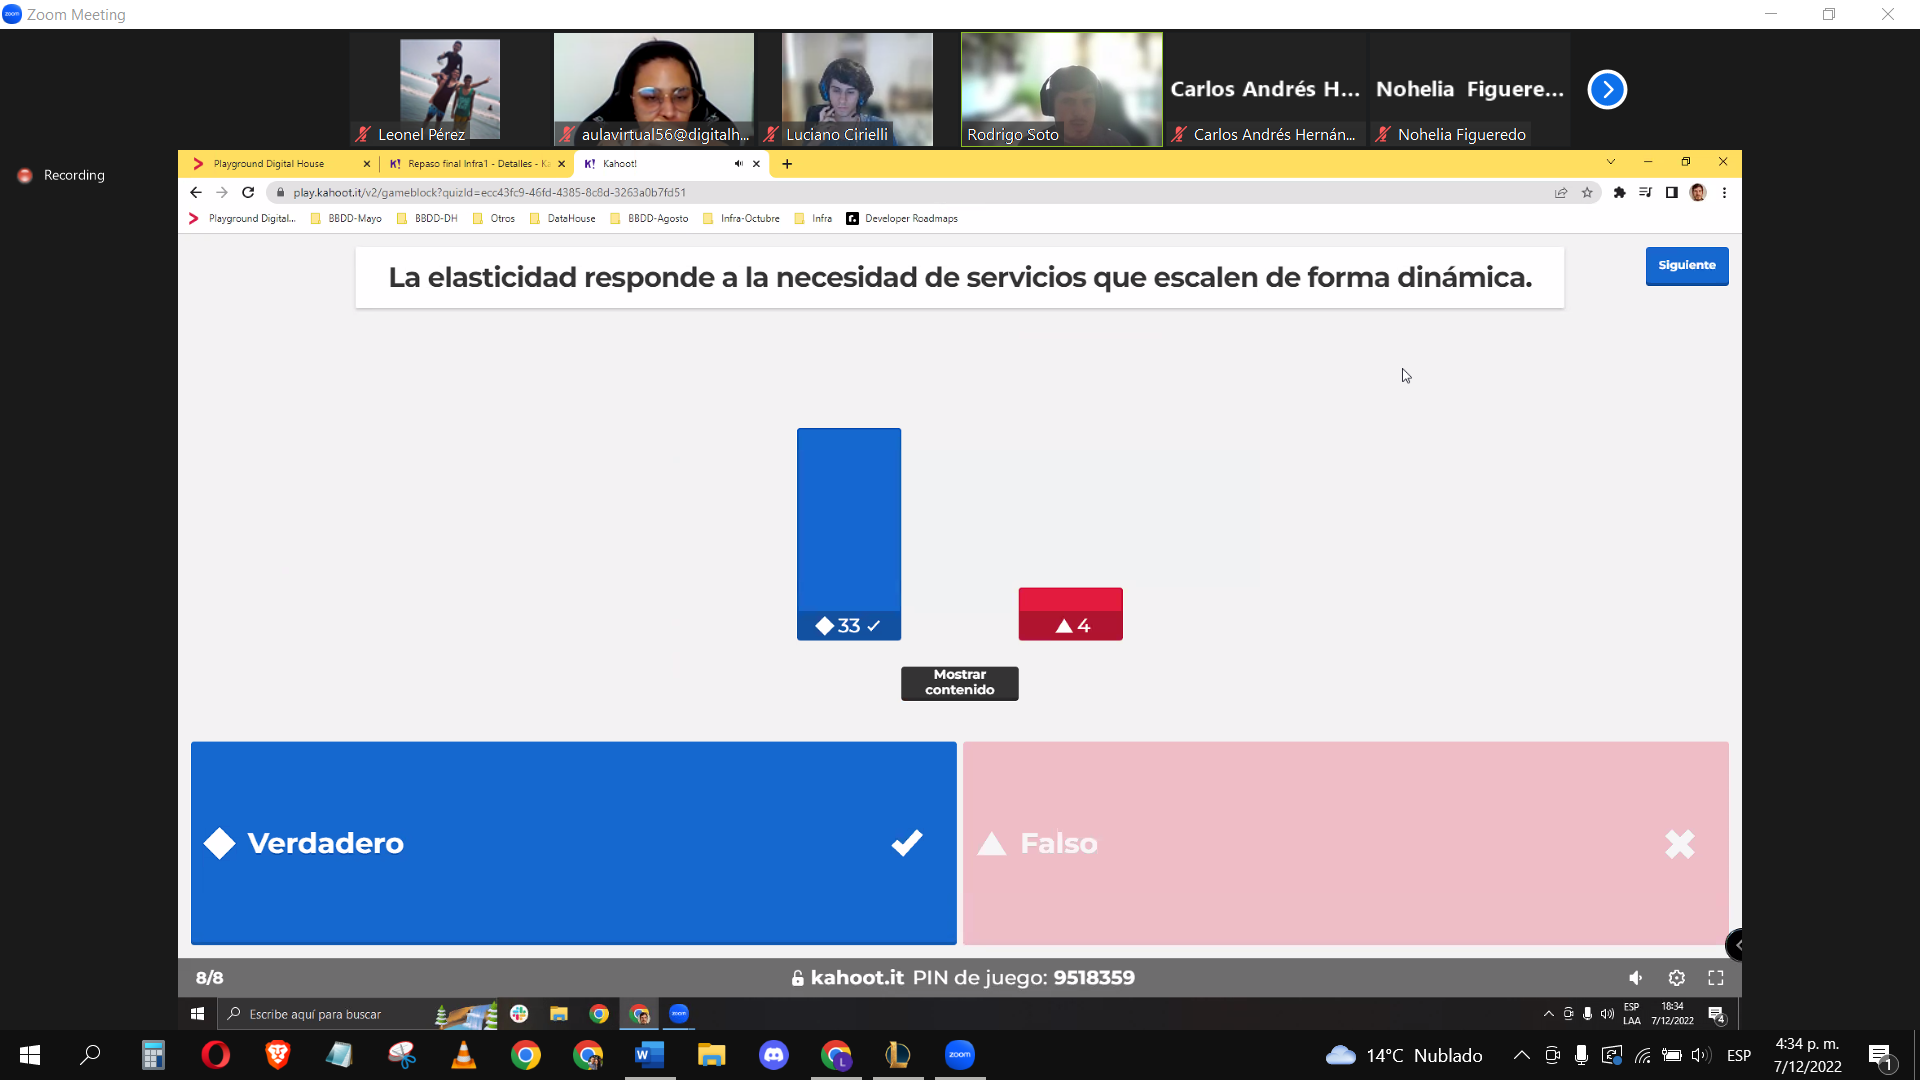 Zoom Meeting
Leonel Pérez
aulavirtual56@digitalh...
Luciano Cirielli
Rodrigo Soto
Carlos Andrés H...
Carlos Andrés Hernán...
Nohelia Figuere...
Nohelia Figueredo
Recording
Playground Digital House
Repaso final Infra1 - Detalles - Ka
Kahoot!
play.kahoot.it/v2/gameblock?quizId=ecc43fc9-46fd-4385-8c8d-3263a0b7fd51
Playground Digital...
BBDD-Mayo
BBDD-DH
Otros
DataHouse
BBDD-Agosto
Infra-Octubre
Infra
Developer Roadmaps
La elasticidad responde a la necesidad de servicios que escalen de forma dinámica.
Siguiente
33
4
Mostrar
contenido
Verdadero
Falso
8/8
kahoot.it PIN de juego: 9518359
Escribe aquí para buscar
zoom
ESP
LAA
18:34
7/12/2022
4
zoom
14°C Nublado
ESP
4:34 p. m.
7/12/2022
1